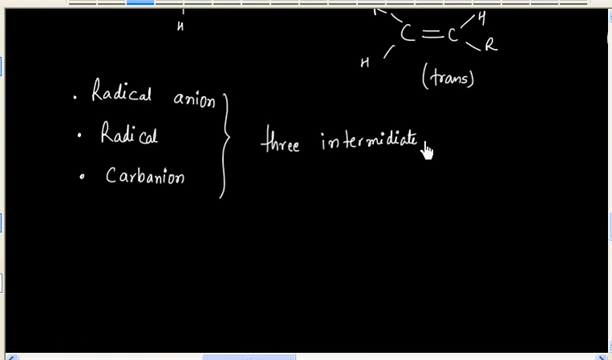 H
H
C = C
H
R
(trans)
• Radical anion
• Radical
• Carbanion
three intermidiate